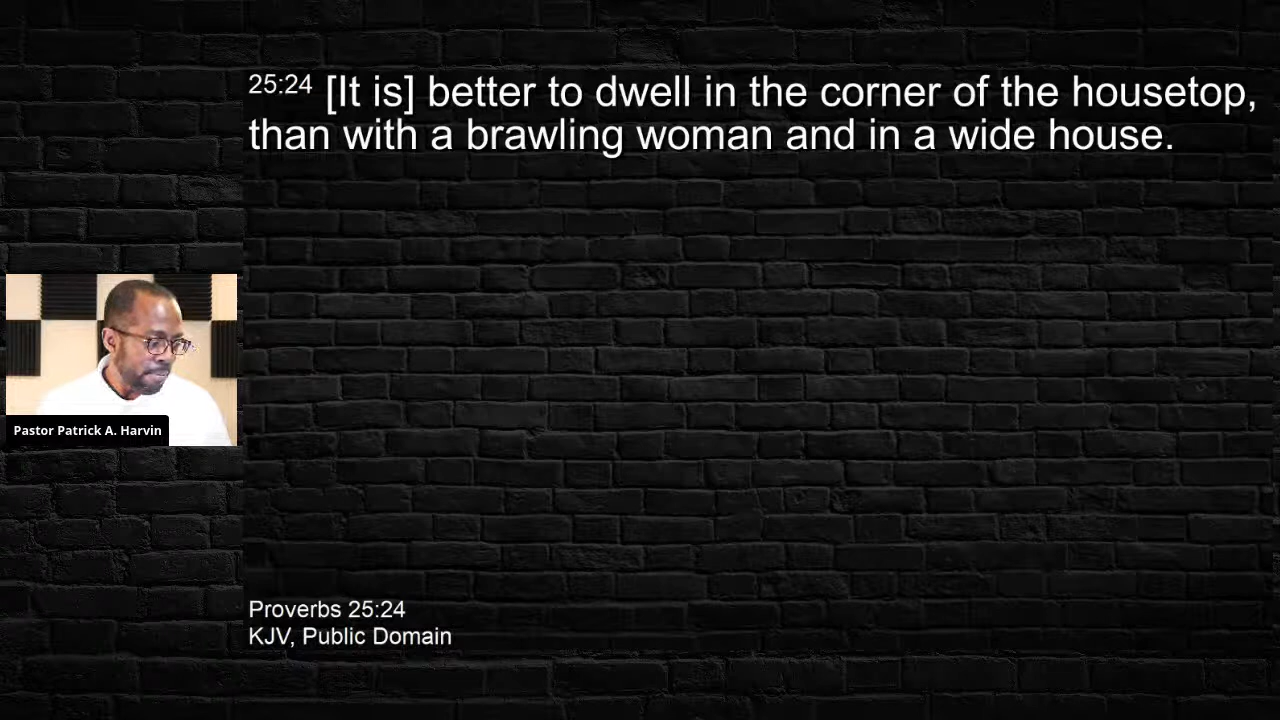 25:24 [It is] better to dwell in the corner of the housetop,
than with a brawling woman and in a wide house.
Pastor Patrick A. Harvin
Proverbs 25:24
KJV, Public Domain